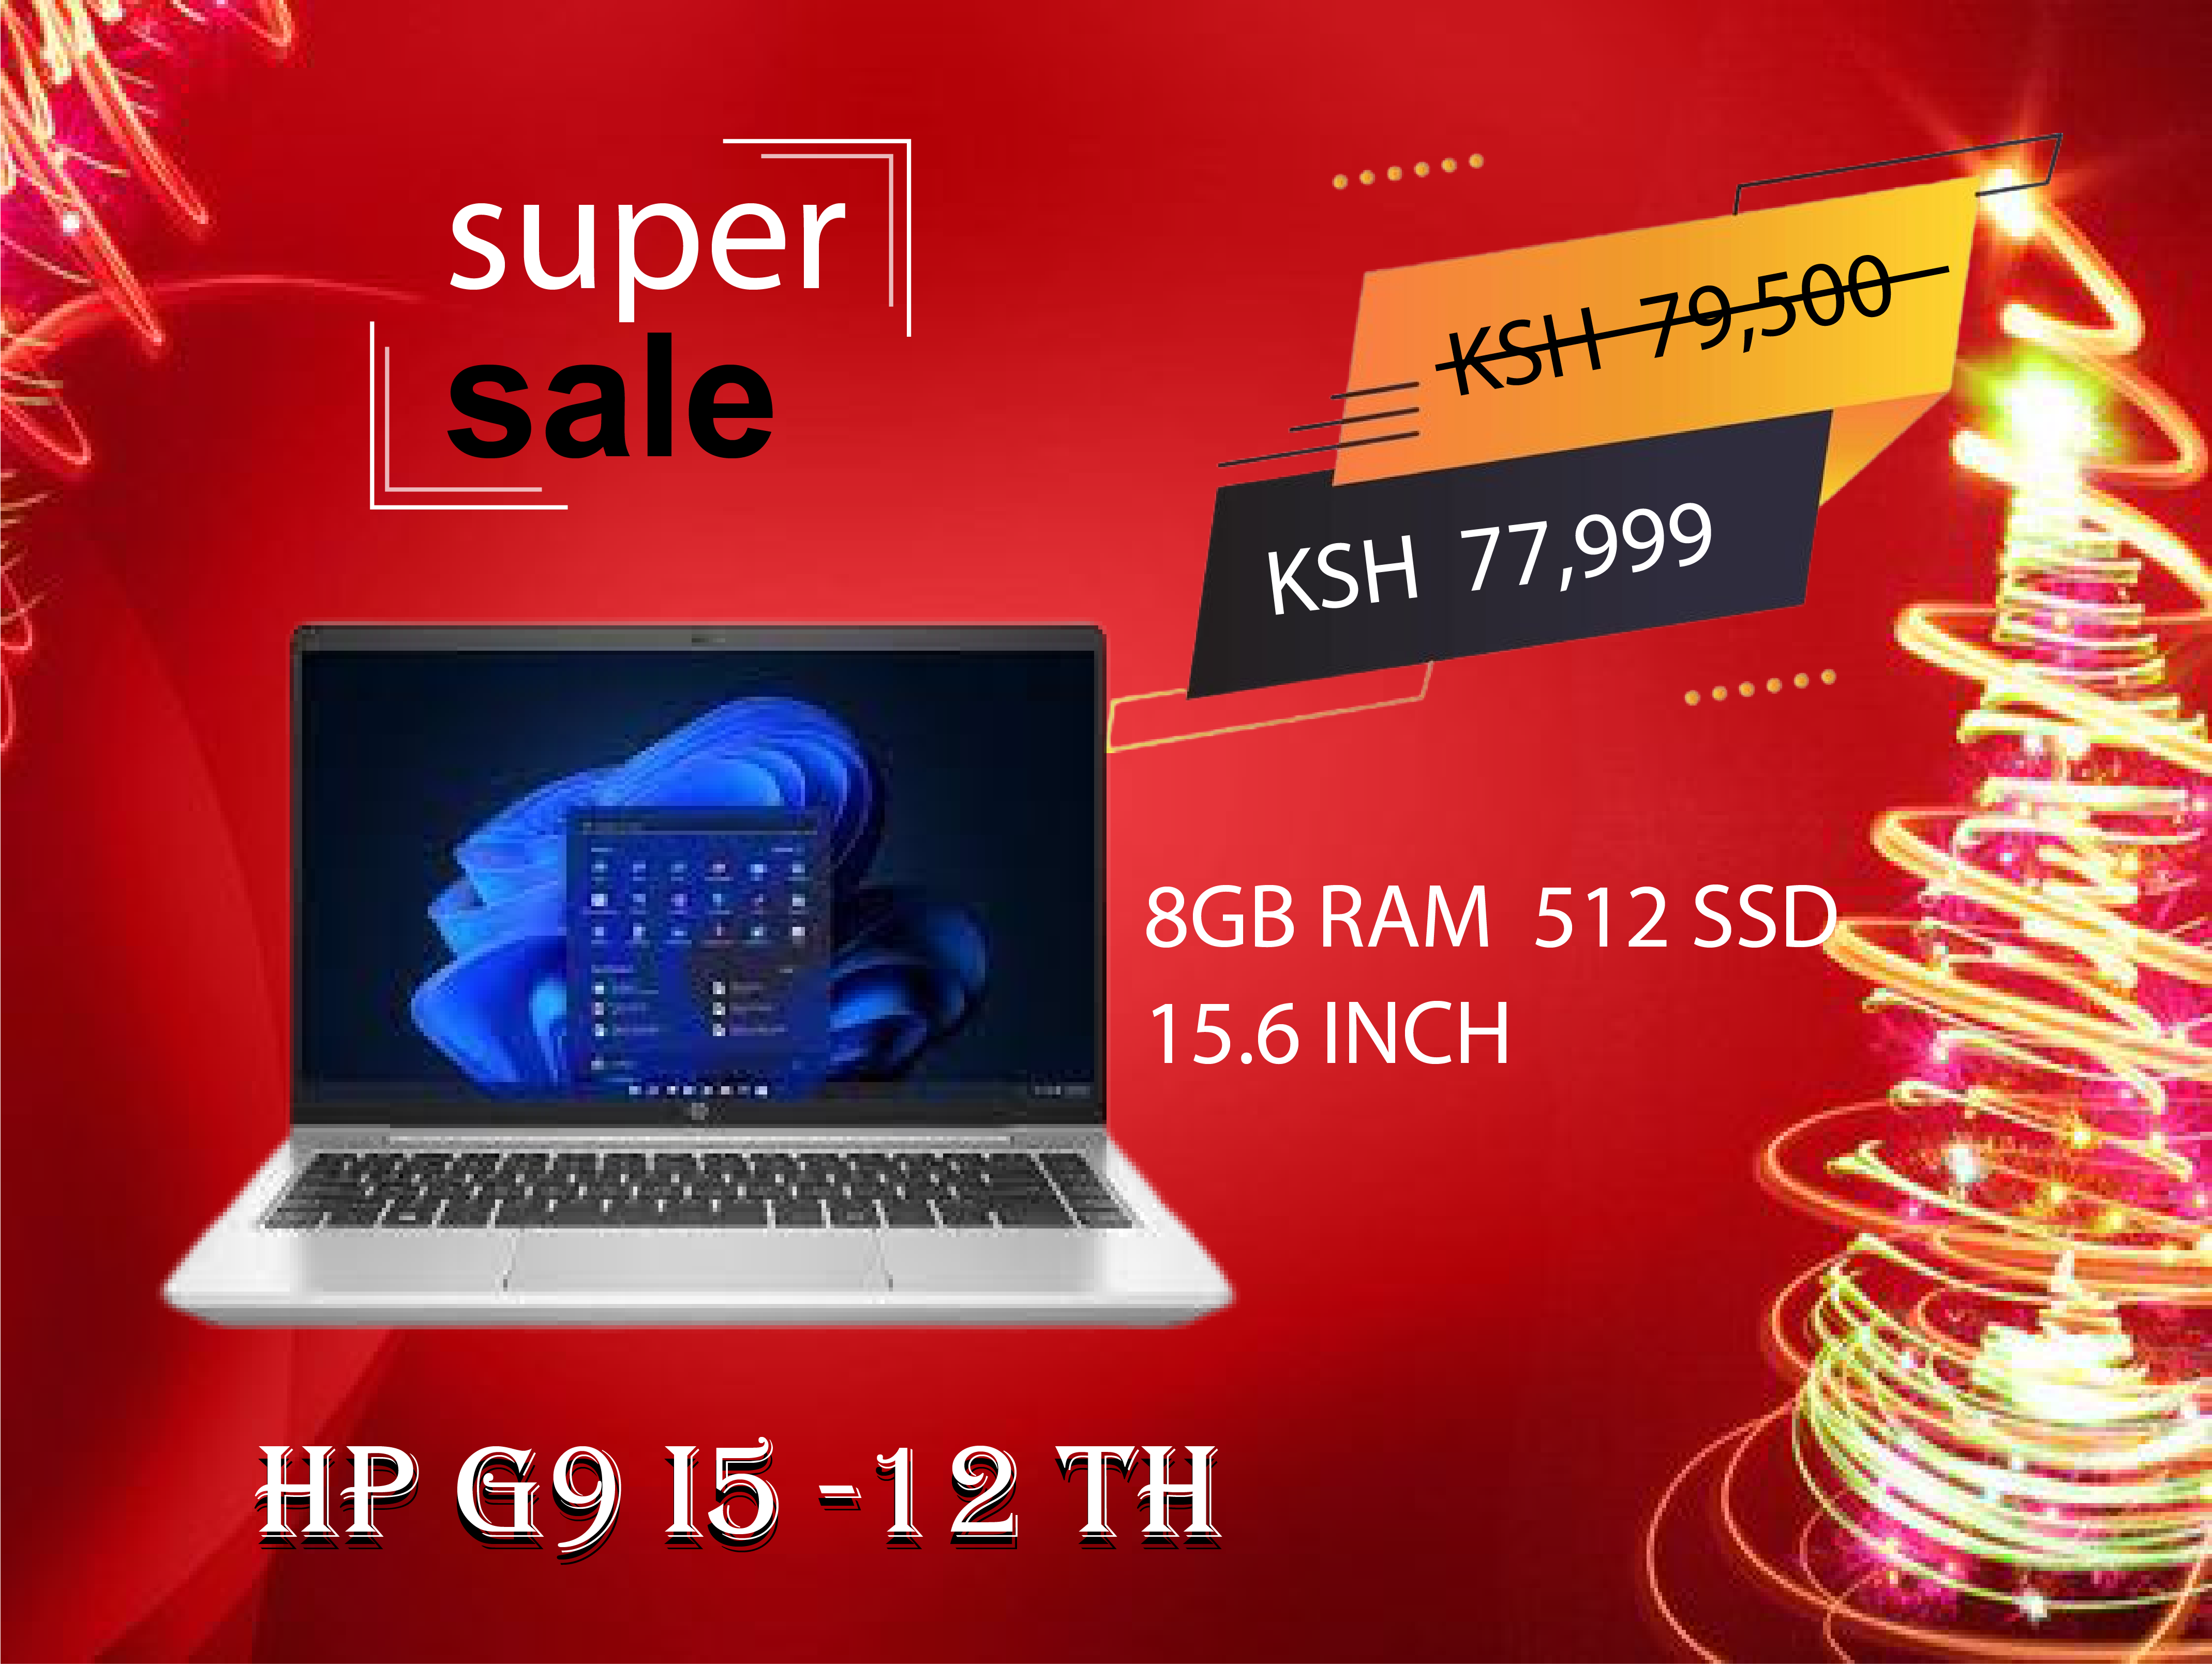 super
sale
KSH 79,500
KSH 77,999
8GB RAM 512 SSD
15.6 INCH
HP G9 I5 -12 TH